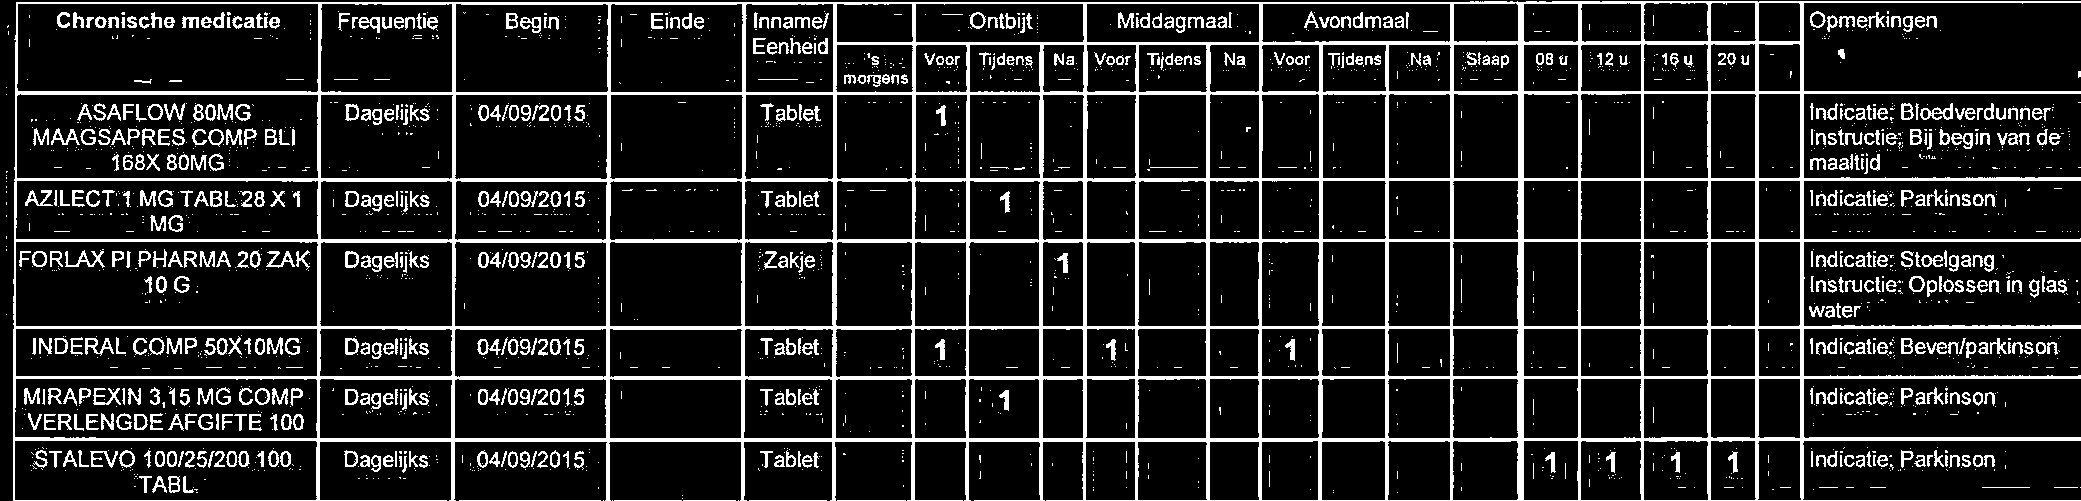 Chronische medicatie Frequentie Begin Einde Inname/ Eenheid Ontbijt Middagmaal Avondmaal Opmerkingen
's morgens Voor Tijdens Na Voor Tijdens Na Voor Tijdens Na Slaap 08 u 12 u 16 u 20 u
ASAFLOW 80MG Dagelijks 04/09/2015 Tablet 1 Indicatie: Bloedverdunner
MAAGSAPRES COMP BLI Instructie: Bij begin van de
168X 80MG maaltijd
AZILECT 1 MG TABL 28 X 1 Dagelijks 04/09/2015 Tablet 1 Indicatie: Parkinson
MG
FORLAX PI PHARMA 20 ZAK Dagelijks 04/09/2015 Zakje 1 Indicatie: Stoelgang
10 G Instructie: Oplossen in glas
water
INDERAL COMP 50X10MG Dagelijks 04/09/2015 Tablet 1 1 1 Indicatie: Beven/parkinson
MIRAPEXIN 3,15 MG COMP Dagelijks 04/09/2015 Tablet 1 Indicatie: Parkinson
VERLENGDE AFGIFTE 100
STALEVO 100/25/200 100 Dagelijks 04/09/2015 Tablet 1 1 1 1 Indicatie: Parkinson
TABL